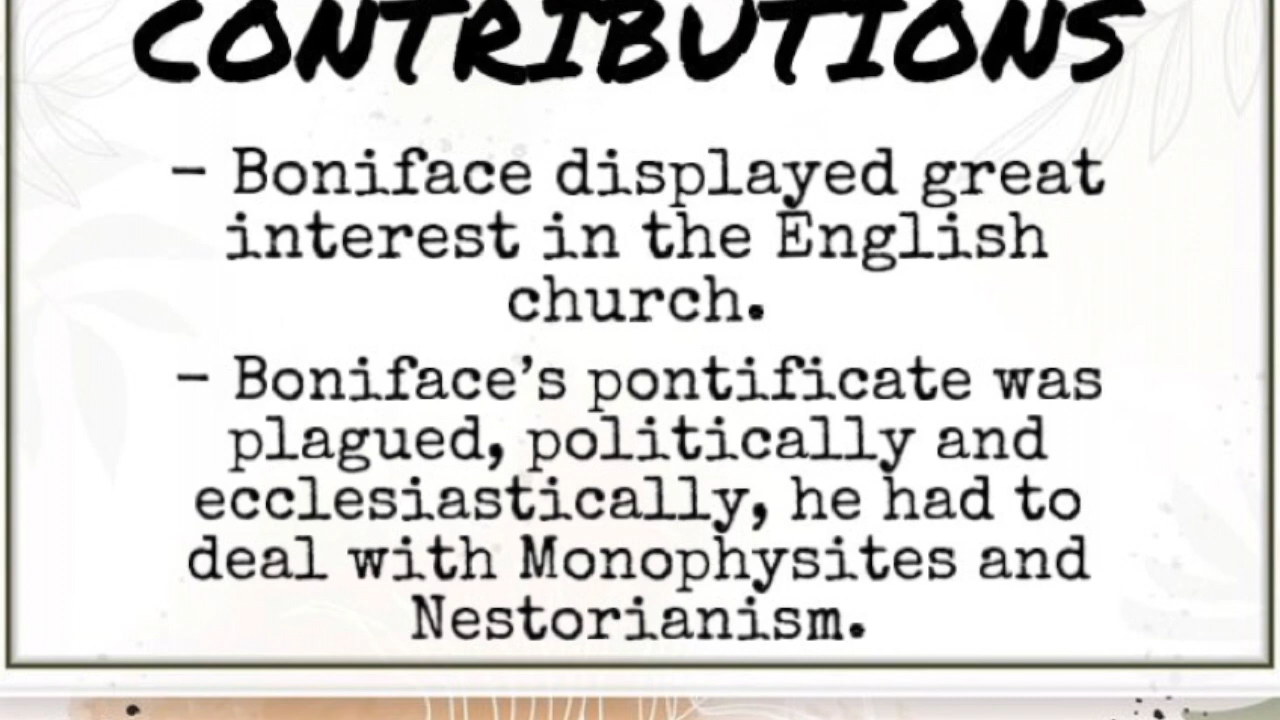 CONTRIBUTIONS
- Boniface displayed great
interest in the English
church.
- Boniface's pontificate was
plagued, politically and
ecclesiastically, he had to
deal with Monophysites and
Nestorianism.